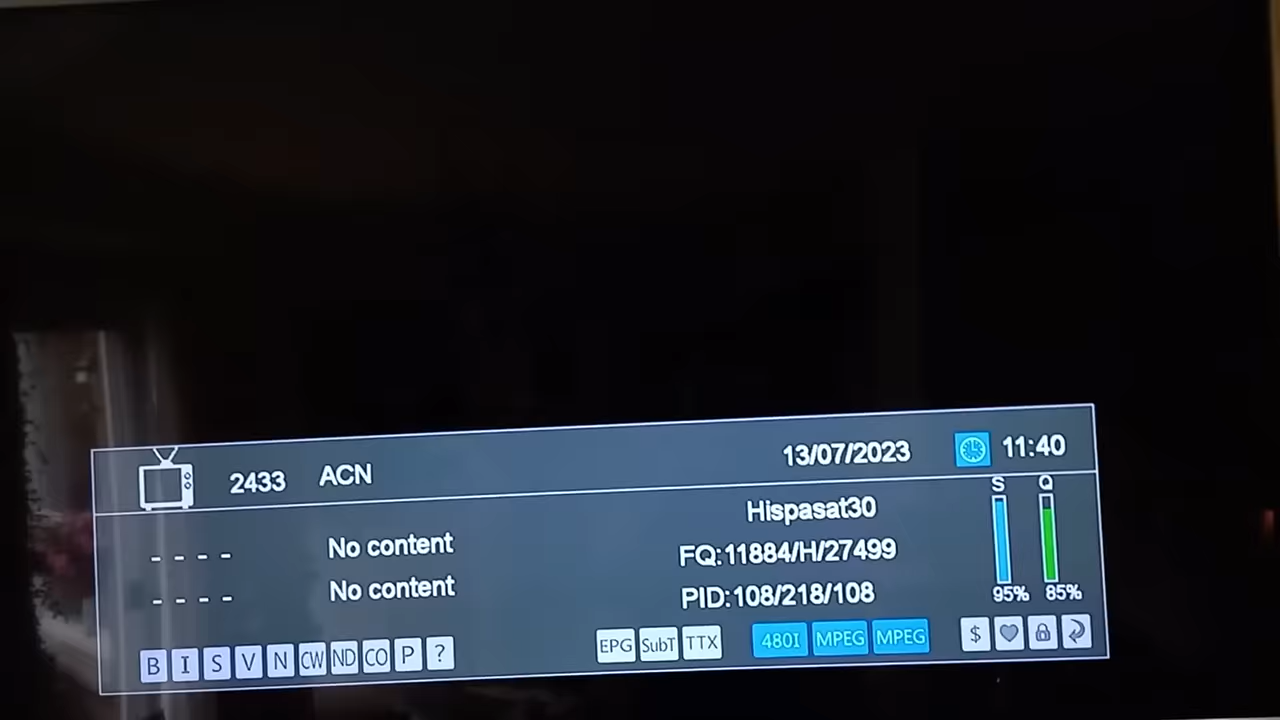 2433 ACN 13/07/2023 11:40
Hispasat30 S Q
- - - - No content FQ:11884/H/27499
- - - - No content PID:108/218/108 95% 85%
B I S V N CW ND CO P ? EPG SubT TTX 480I MPEG MPEG $